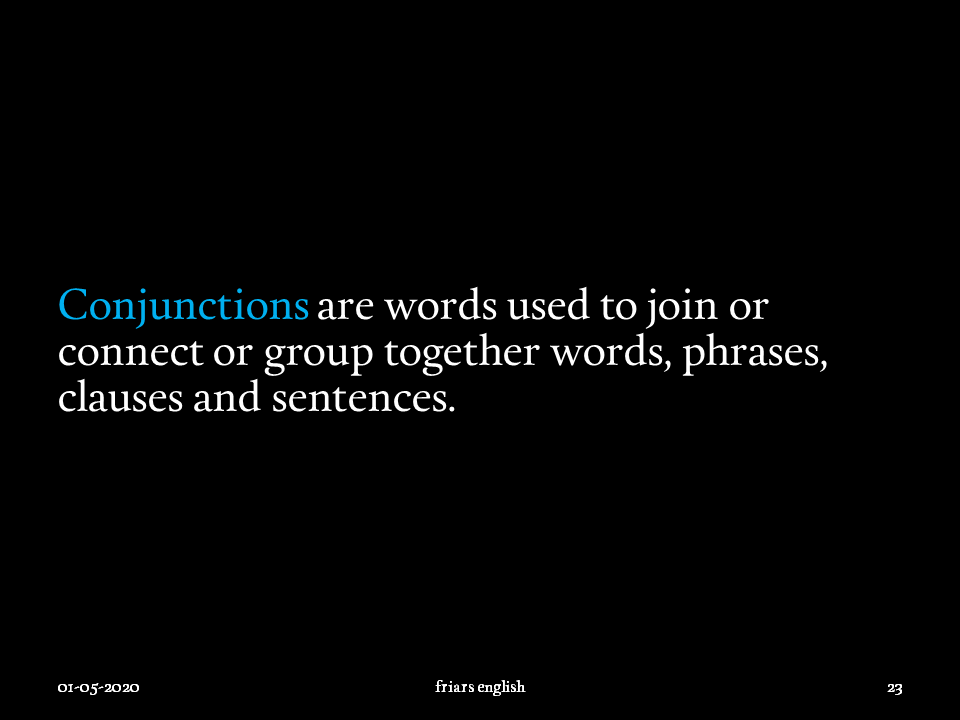 Conjunctions are words used to join or
connect or group together words, phrases,
clauses and sentences.
01-05-2020 friars english 23